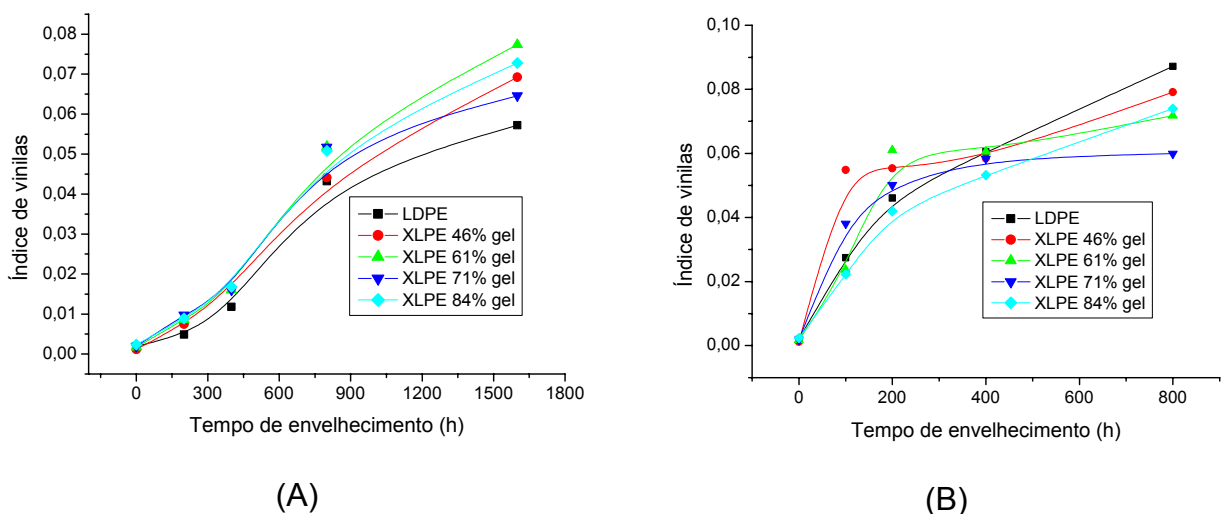 0,08
0,07
0,06
0,05
0,04
0,03
0,02
0,01
0,00
Índice de vinilas
LDPE
XLPE 46% gel
XLPE 61% gel
XLPE 71% gel
XLPE 84% gel
0 300 600 900 1200 1500 1800
Tempo de envelhecimento (h)
(A)
0,10
0,08
0,06
0,04
0,02
0,00
Índice de vinilas
LDPE
XLPE 46% gel
XLPE 61% gel
XLPE 71% gel
XLPE 84% gel
0 200 400 600 800
Tempo de envelhecimento (h)
(B)